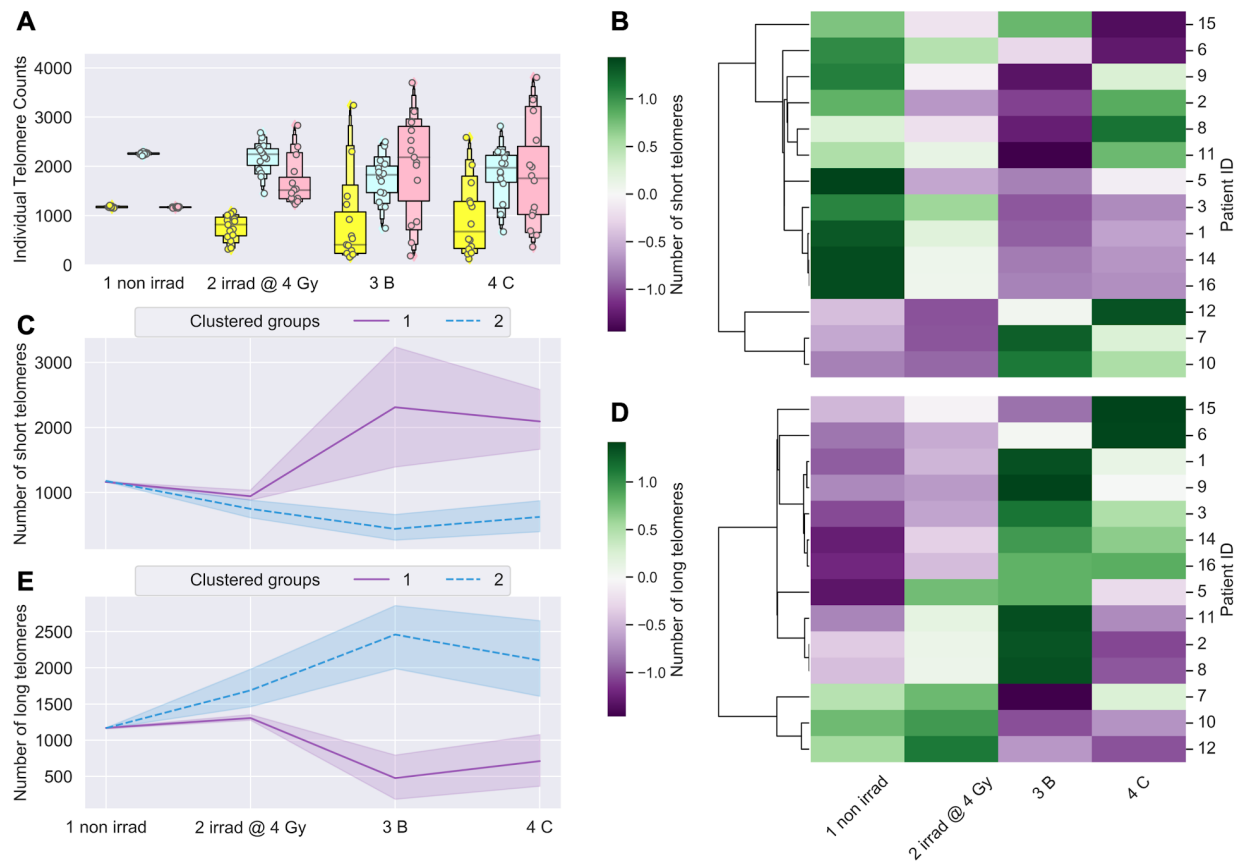 A
Individual Telomere Counts
4000
3000
2000
1000
0
1 non irrad
2 irrad @ 4 Gy
3 B
4 C
B
1.0
0.5
0.0
−0.5
−1.0
Number of short telomeres
15
6
9
2
8
11
5
3
1
14
16
12
7
10
Patient ID
C
Clustered groups 1 2
Number of short telomeres
3000
2000
1000
D
1.0
0.5
0.0
−0.5
−1.0
Number of long telomeres
15
6
1
9
3
14
16
5
11
2
8
7
10
12
Patient ID
1 non irrad
2 irrad @ 4 Gy
3 B
4 C
E
Clustered groups 1 2
Number of long telomeres
2500
2000
1500
1000
500
1 non irrad
2 irrad @ 4 Gy
3 B
4 C